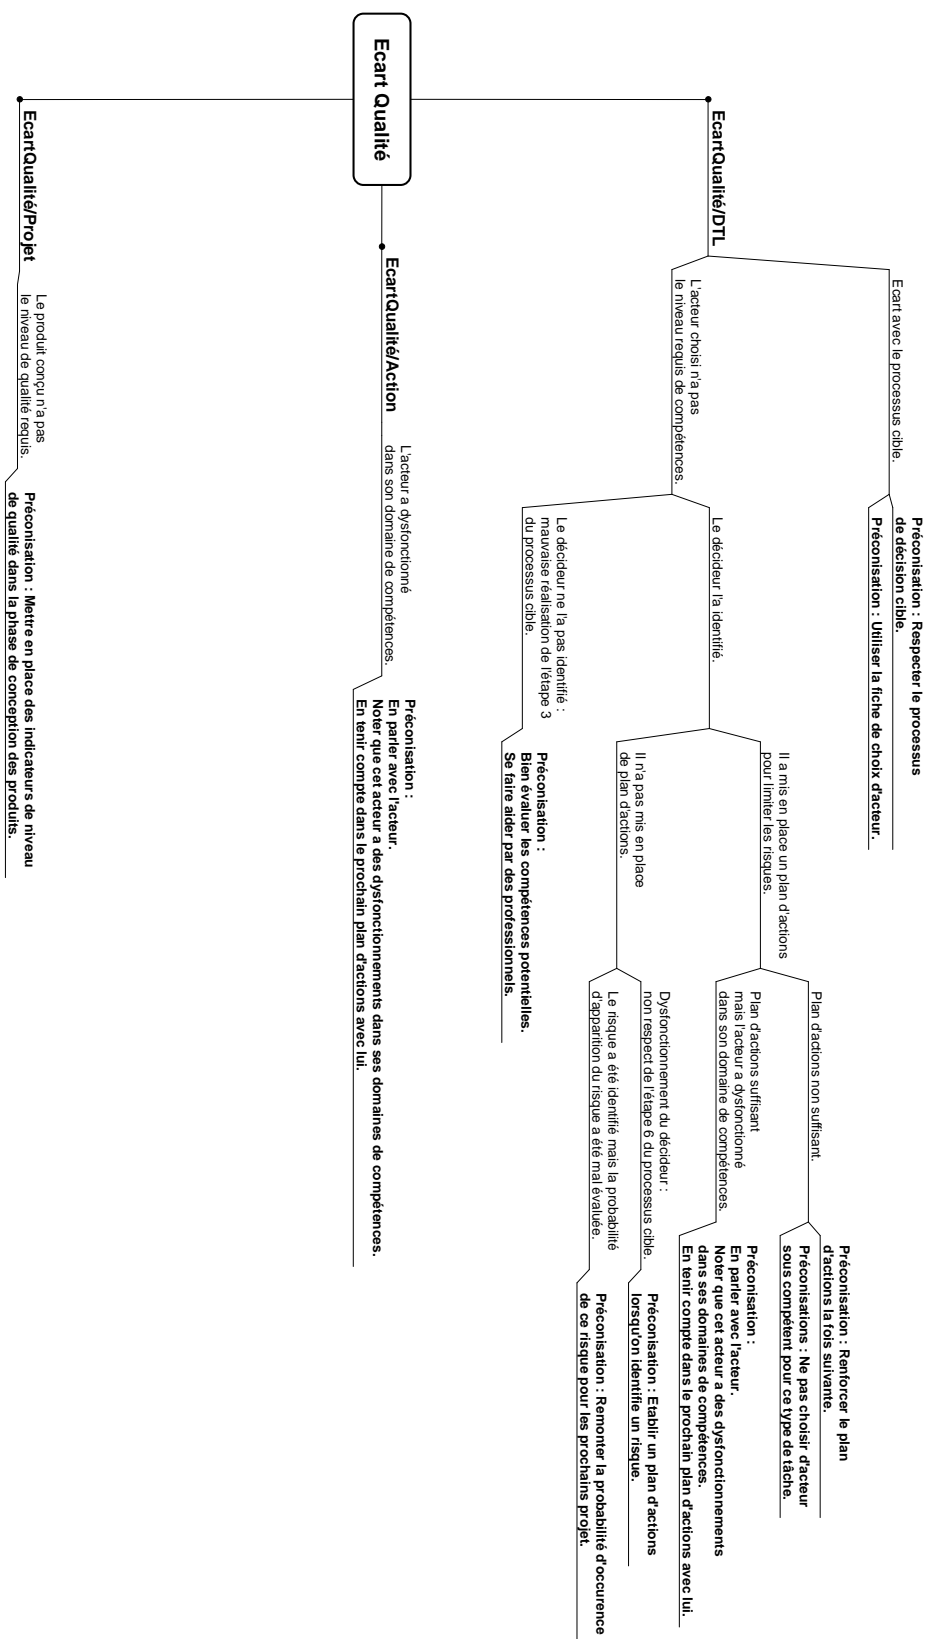 Ecart Qualité
EcartQualité/DTL
Ecart avec le processus cible.
Préconisation : Respecter le processus
de décision cible.
Préconisation : Utiliser la fiche de choix d'acteur.
L'acteur choisi n'a pas
le niveau requis de compétences.
Le décideur l'a identifié.
Il a mis en place un plan d'actions
pour limiter les risques.
Plan d'actions non suffisant.
Préconisation : Renforcer le plan
d'actions la fois suivante.
Préconisations : Ne pas choisir d'acteur
sous compétent pour ce type de tâche.
Plan d'actions suffisant
mais l'acteur a dysfonctionné
dans son domaine de compétences.
Préconisation :
En parler avec l'acteur.
Noter que cet acteur a des dysfonctionnements
dans ses domaines de compétences.
En tenir compte dans le prochain plan d'actions avec lui.
Il n'a pas mis en place
de plan d'actions.
Dysfonctionnement du décideur :
non respect de l'étape 6 du processus cible.
Préconisation : Etablir un plan d'actions
lorsqu'on identifie un risque.
Le risque a été identifié mais la probabilité
d'apparition du risque a été mal évaluée.
Préconisation : Remonter la probabilité d'occurence
de ce risque pour les prochains projet.
Le décideur ne l'a pas identifié :
mauvaise réalisation de l'étape 3
du processus cible.
Préconisation :
Bien évaluer les compétences potentielles.
Se faire aider par des professionnels.
EcartQualité/Action
L'acteur a dysfonctionné
dans son domaine de compétences.
Préconisation :
En parler avec l'acteur.
Noter que cet acteur a des dysfonctionnements dans ses domaines de compétences.
En tenir compte dans le prochain plan d'actions avec lui.
EcartQualité/Projet
Le produit conçu n'a pas
le niveau de qualité requis.
Préconisation : Mettre en place des indicateurs de niveau
de qualité dans la phase de conception des produits.